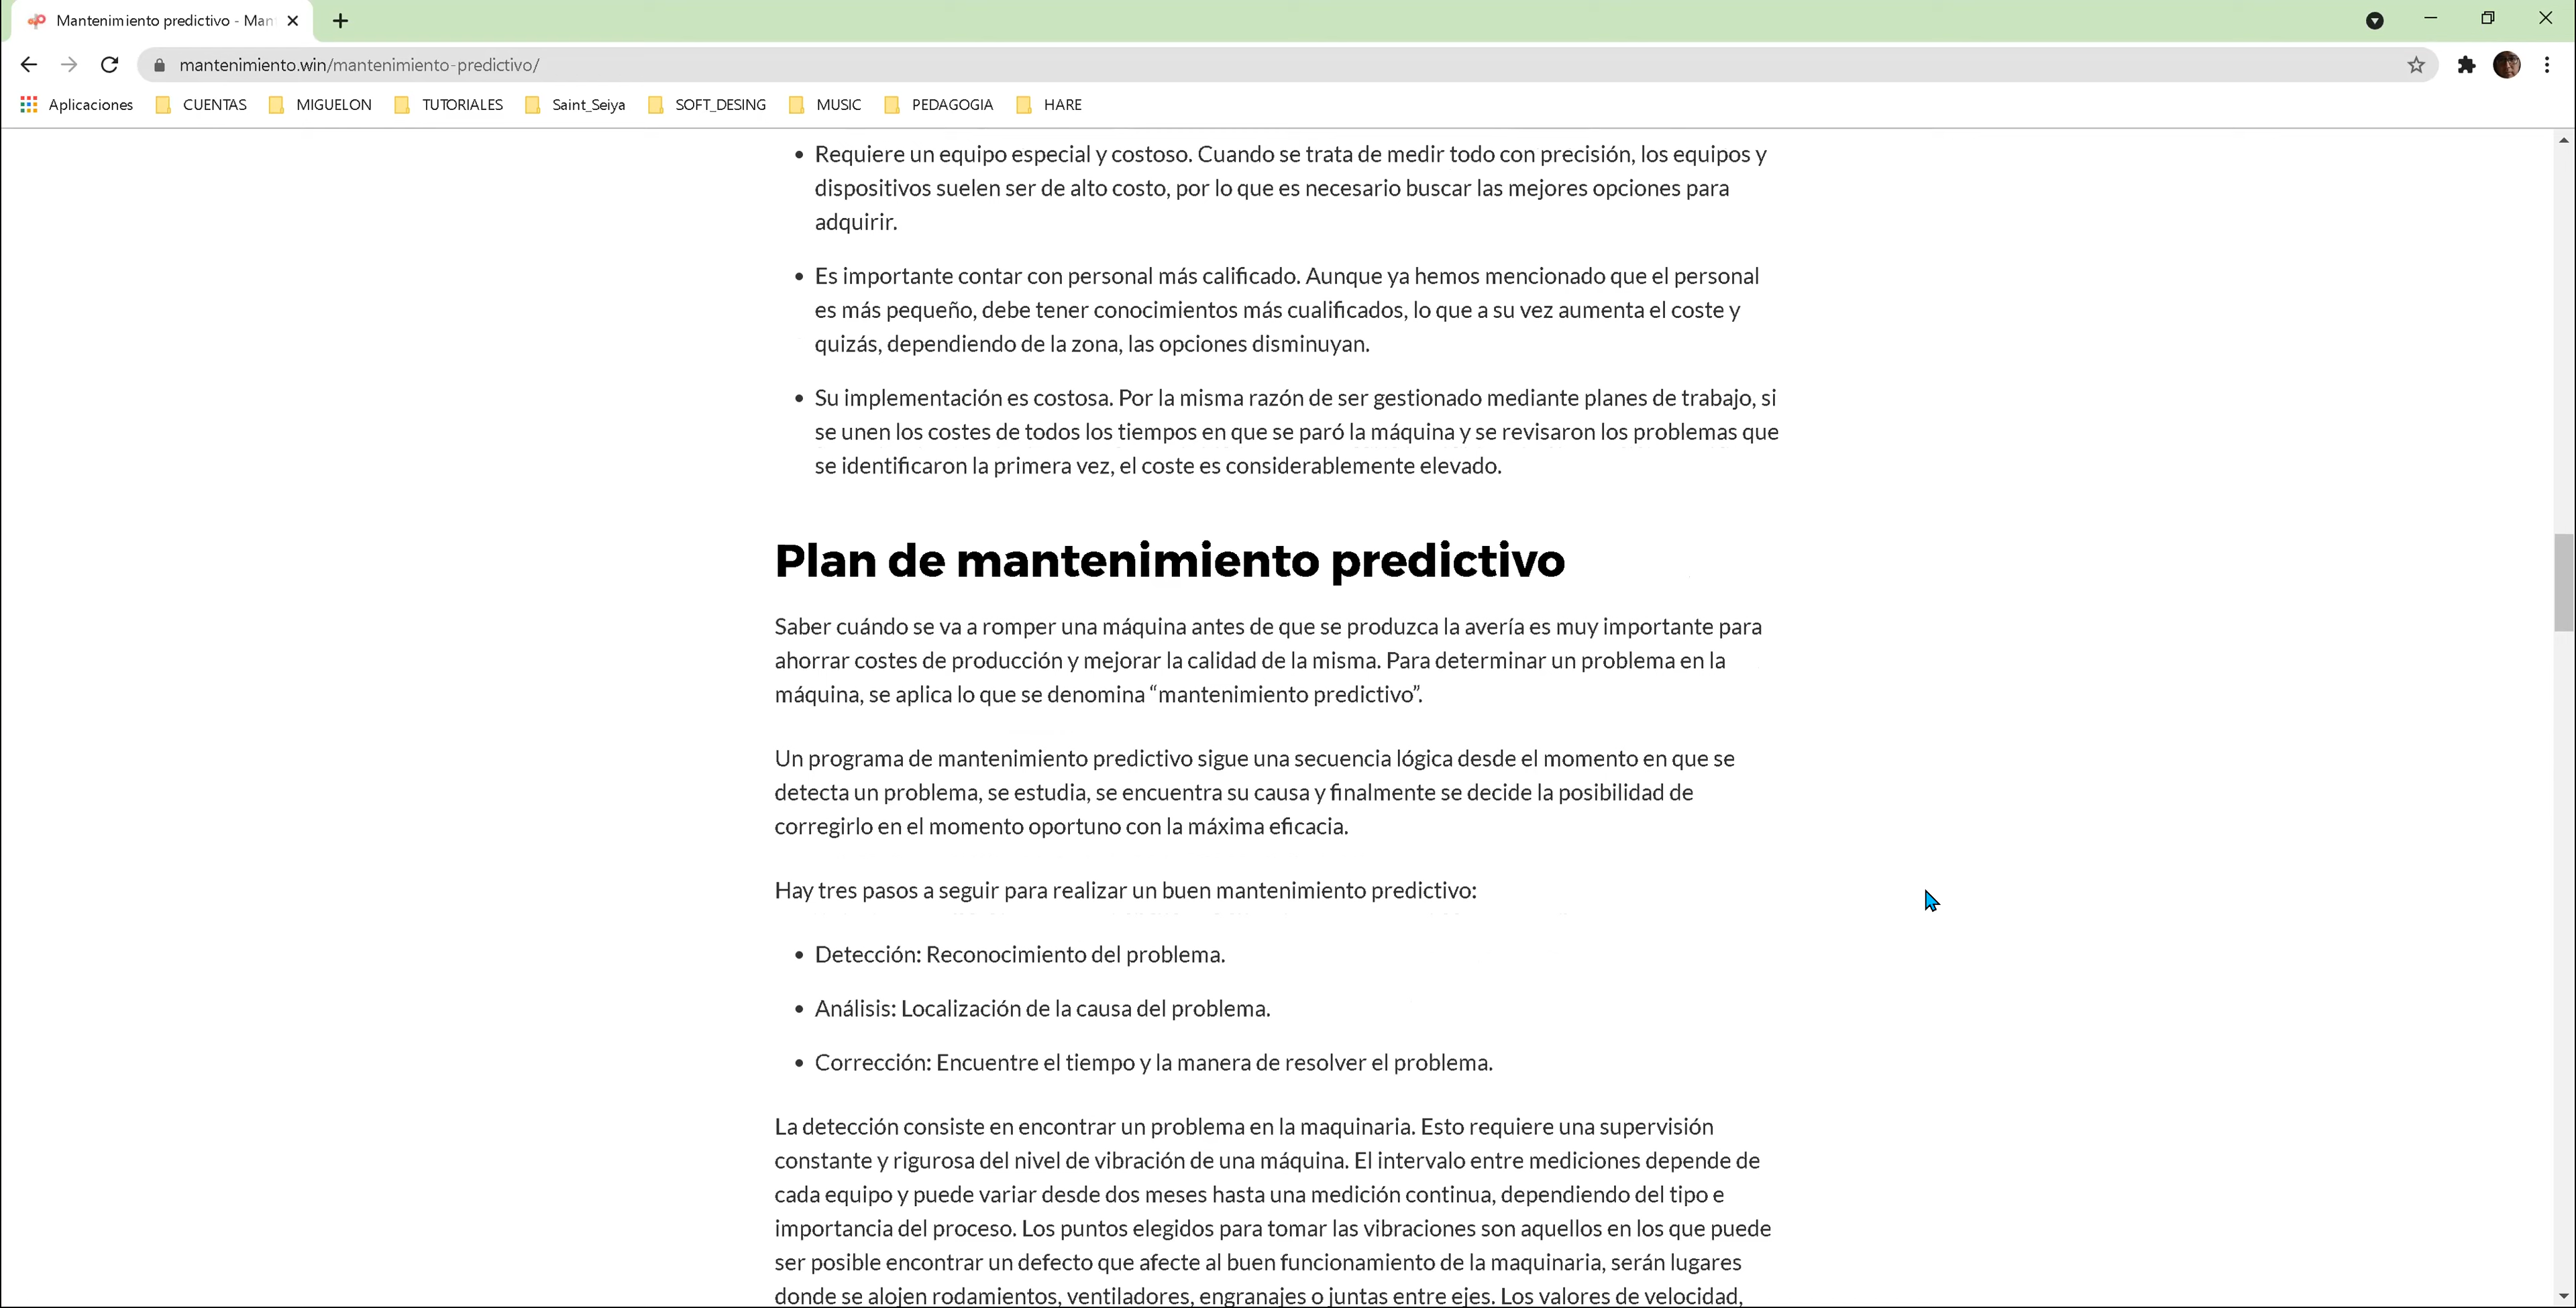 Mantenimiento predictivo - Man
mantenimiento.win/mantenimiento-predictivo/
Aplicaciones CUENTAS MIGUELON TUTORIALES Saint_Seiya SOFT_DESING MUSIC PEDAGOGIA HARE
• Requiere un equipo especial y costoso. Cuando se trata de medir todo con precisión, los equipos y
dispositivos suelen ser de alto costo, por lo que es necesario buscar las mejores opciones para
adquirir.
• Es importante contar con personal más calificado. Aunque ya hemos mencionado que el personal
es más pequeño, debe tener conocimientos más cualificados, lo que a su vez aumenta el coste y
quizás, dependiendo de la zona, las opciones disminuyan.
• Su implementación es costosa. Por la misma razón de ser gestionado mediante planes de trabajo, si
se unen los costes de todos los tiempos en que se paró la máquina y se revisaron los problemas que
se identificaron la primera vez, el coste es considerablemente elevado.
Plan de mantenimiento predictivo
Saber cuándo se va a romper una máquina antes de que se produzca la avería es muy importante para
ahorrar costes de producción y mejorar la calidad de la misma. Para determinar un problema en la
máquina, se aplica lo que se denomina “mantenimiento predictivo”.
Un programa de mantenimiento predictivo sigue una secuencia lógica desde el momento en que se
detecta un problema, se estudia, se encuentra su causa y finalmente se decide la posibilidad de
corregirlo en el momento oportuno con la máxima eficacia.
Hay tres pasos a seguir para realizar un buen mantenimiento predictivo:
• Detección: Reconocimiento del problema.
• Análisis: Localización de la causa del problema.
• Corrección: Encuentre el tiempo y la manera de resolver el problema.
La detección consiste en encontrar un problema en la maquinaria. Esto requiere una supervisión
constante y rigurosa del nivel de vibración de una máquina. El intervalo entre mediciones depende de
cada equipo y puede variar desde dos meses hasta una medición continua, dependiendo del tipo e
importancia del proceso. Los puntos elegidos para tomar las vibraciones son aquellos en los que puede
ser posible encontrar un defecto que afecte al buen funcionamiento de la maquinaria, serán lugares
donde se alojen rodamientos, ventiladores, engranajes o juntas entre ejes. Los valores de velocidad,